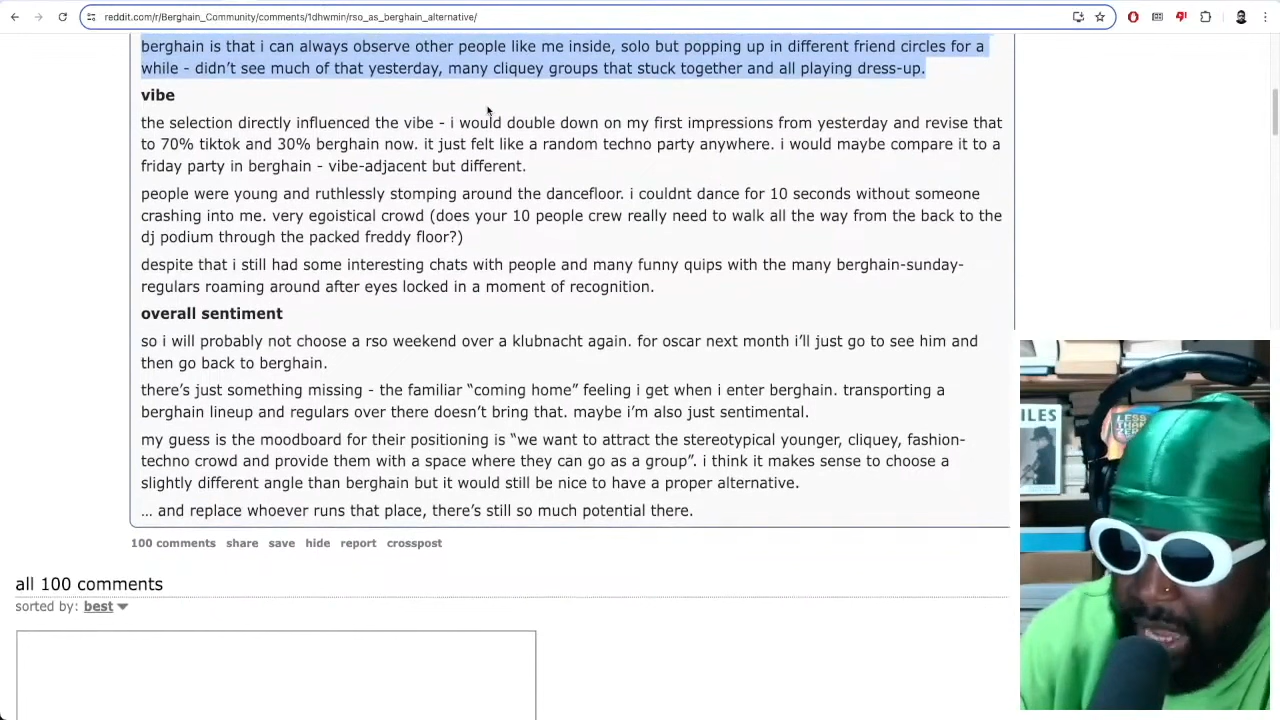 reddit.com/r/Berghain_Community/comments/1dhwmin/rso_as_berghain_alternative/
berghain is that i can always observe other people like me inside, solo but popping up in different friend circles for a
while - didn’t see much of that yesterday, many cliquey groups that stuck together and all playing dress-up.
vibe
the selection directly influenced the vibe - i would double down on my first impressions from yesterday and revise that
to 70% tiktok and 30% berghain now. it just felt like a random techno party anywhere. i would maybe compare it to a
friday party in berghain - vibe-adjacent but different.
people were young and ruthlessly stomping around the dancefloor. i couldnt dance for 10 seconds without someone
crashing into me. very egoistical crowd (does your 10 people crew really need to walk all the way from the back to the
dj podium through the packed freddy floor?)
despite that i still had some interesting chats with people and many funny quips with the many berghain-sunday-
regulars roaming around after eyes locked in a moment of recognition.
overall sentiment
so i will probably not choose a rso weekend over a klubnacht again. for oscar next month i’ll just go to see him and
then go back to berghain.
there’s just something missing - the familiar “coming home” feeling i get when i enter berghain. transporting a
berghain lineup and regulars over there doesn’t bring that. maybe i’m also just sentimental.
my guess is the moodboard for their positioning is “we want to attract the stereotypical younger, cliquey, fashion-
techno crowd and provide them with a space where they can go as a group”. i think it makes sense to choose a
slightly different angle than berghain but it would still be nice to have a proper alternative.
… and replace whoever runs that place, there’s still so much potential there.
100 comments share save hide report crosspost
all 100 comments
sorted by: best
ILES
LESS
THAN
ZERO